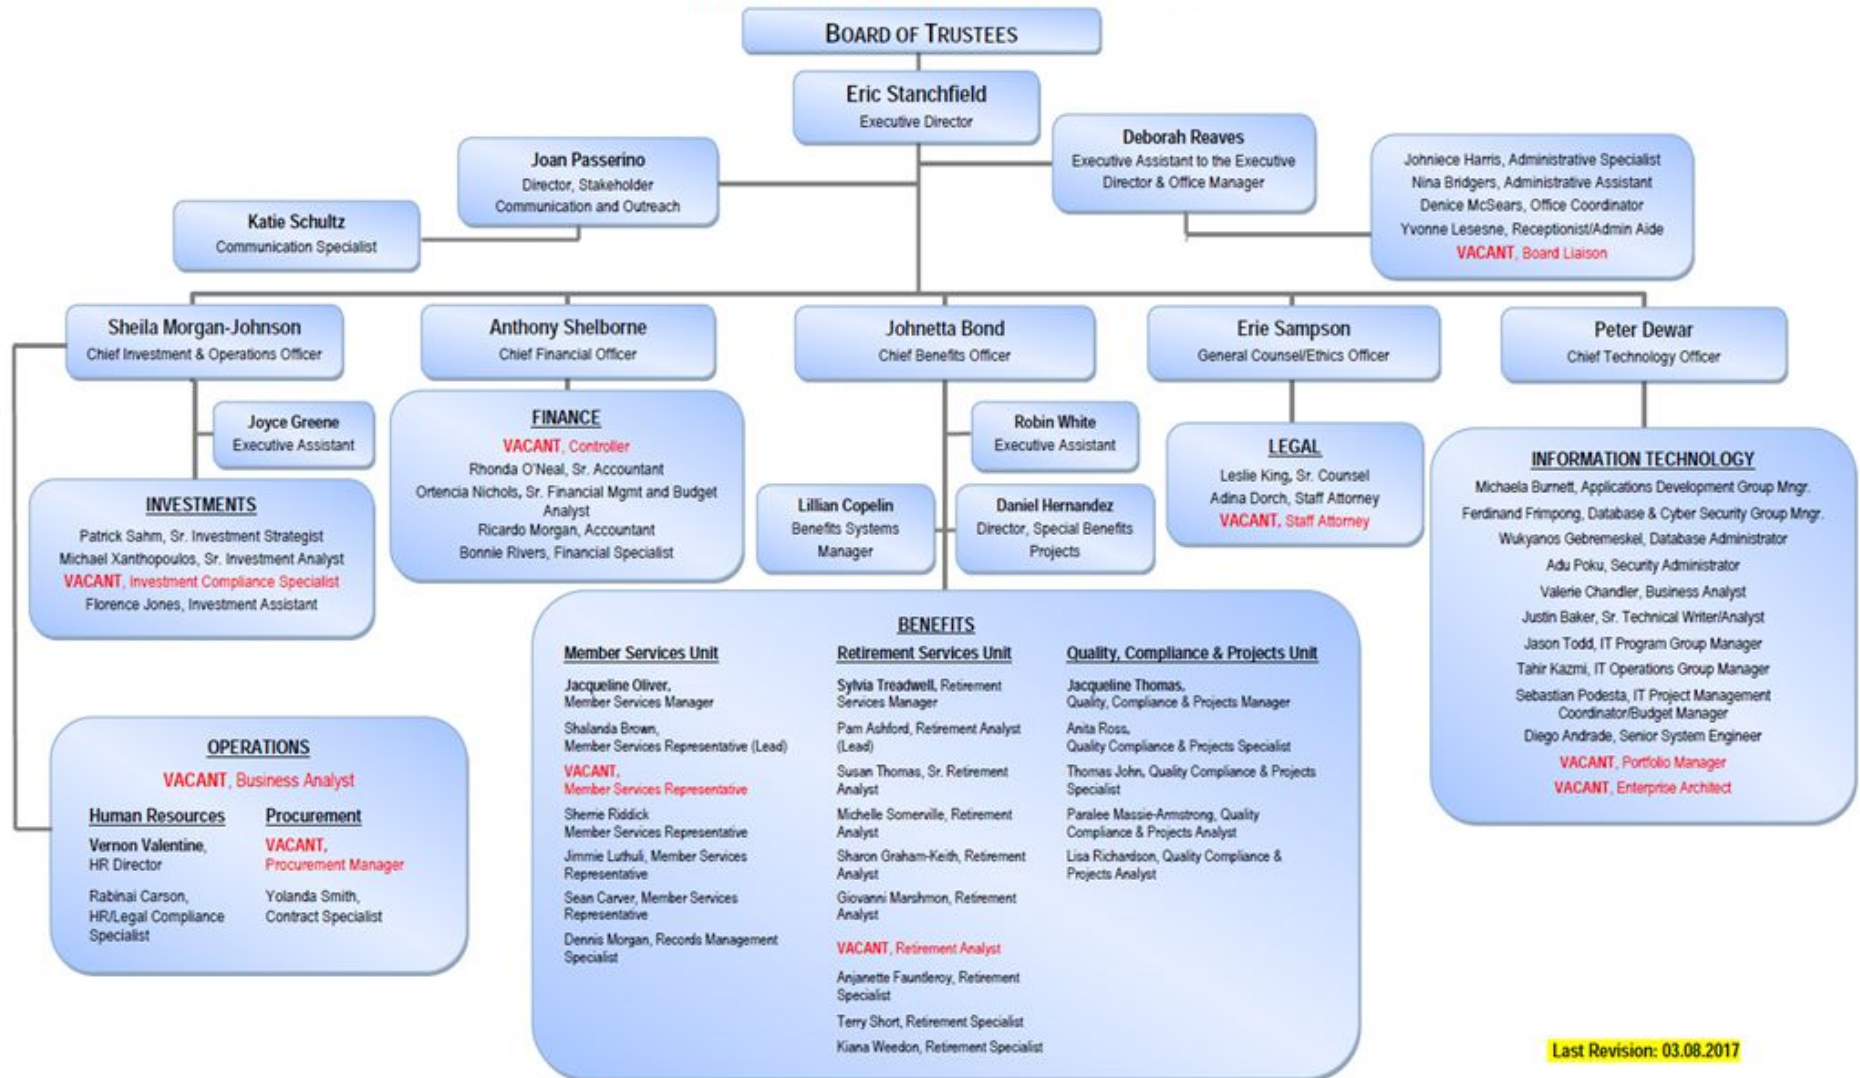 BOARD OF TRUSTEES
Eric Stanchfield
Executive Director
Deborah Reaves
Executive Assistant to the Executive
Director & Office Manager
Johniece Harris, Administrative Specialist
Nina Bridgers, Administrative Assistant
Denice McSears, Office Coordinator
Yvonne Lesesne, Receptionist/Admin Aide
VACANT, Board Liaison
Joan Passerino
Director, Stakeholder
Communication and Outreach
Katie Schultz
Communication Specialist
Sheila Morgan-Johnson
Chief Investment & Operations Officer
Anthony Shelborne
Chief Financial Officer
Johnetta Bond
Chief Benefits Officer
Erie Sampson
General Counsel/Ethics Officer
Peter Dewar
Chief Technology Officer
Joyce Greene
Executive Assistant
INVESTMENTS
Patrick Sahm, Sr. Investment Strategist
Michael Xanthopoulos, Sr. Investment Analyst
VACANT, Investment Compliance Specialist
Florence Jones, Investment Assistant
OPERATIONS
VACANT, Business Analyst
Human Resources
Vernon Valentine,
HR Director
Rabinai Carson,
HR/Legal Compliance
Specialist
Procurement
VACANT,
Procurement Manager
Yolanda Smith,
Contract Specialist
FINANCE
VACANT, Controller
Rhonda O'Neal, Sr. Accountant
Ortencia Nichols, Sr. Financial Mgmt and Budget
Analyst
Ricardo Morgan, Accountant
Bonnie Rivers, Financial Specialist
Robin White
Executive Assistant
Lillian Copelin
Benefits Systems
Manager
Daniel Hernandez
Director, Special Benefits
Projects
BENEFITS
Member Services Unit
Jacqueline Oliver,
Member Services Manager
Shalanda Brown,
Member Services Representative (Lead)
VACANT,
Member Services Representative
Sherrie Riddick
Member Services Representative
Jimmie Luthuli, Member Services
Representative
Sean Carver, Member Services
Representative
Dennis Morgan, Records Management
Specialist
Retirement Services Unit
Sylvia Treadwell, Retirement
Services Manager
Pam Ashford, Retirement Analyst
(Lead)
Susan Thomas, Sr. Retirement
Analyst
Michelle Somerville, Retirement
Analyst
Sharon Graham-Keith, Retirement
Analyst
Giovanni Marshmon, Retirement
Analyst
VACANT, Retirement Analyst
Anjanette Fauntleroy, Retirement
Specialist
Terry Short, Retirement Specialist
Kiana Weedon, Retirement Specialist
Quality, Compliance & Projects Unit
Jacqueline Thomas,
Quality, Compliance & Projects Manager
Anita Ross,
Quality Compliance & Projects Specialist
Thomas John, Quality Compliance & Projects
Specialist
Paralee Massie-Armstrong, Quality
Compliance & Projects Analyst
Lisa Richardson, Quality Compliance &
Projects Analyst
LEGAL
Leslie King, Sr. Counsel
Adina Dorch, Staff Attorney
VACANT, Staff Attorney
INFORMATION TECHNOLOGY
Michaela Burnett, Applications Development Group Mngr.
Ferdinand Frimpong, Database & Cyber Security Group Mngr.
Wukyanos Gebremeskel, Database Administrator
Adu Poku, Security Administrator
Valerie Chandler, Business Analyst
Justin Baker, Sr. Technical Writer/Analyst
Jason Todd, IT Program Group Manager
Tahir Kazmi, IT Operations Group Manager
Sebastian Podesta, IT Project Management
Coordinator/Budget Manager
Diego Andrade, Senior System Engineer
VACANT, Portfolio Manager
VACANT, Enterprise Architect
Last Revision: 03.08.2017